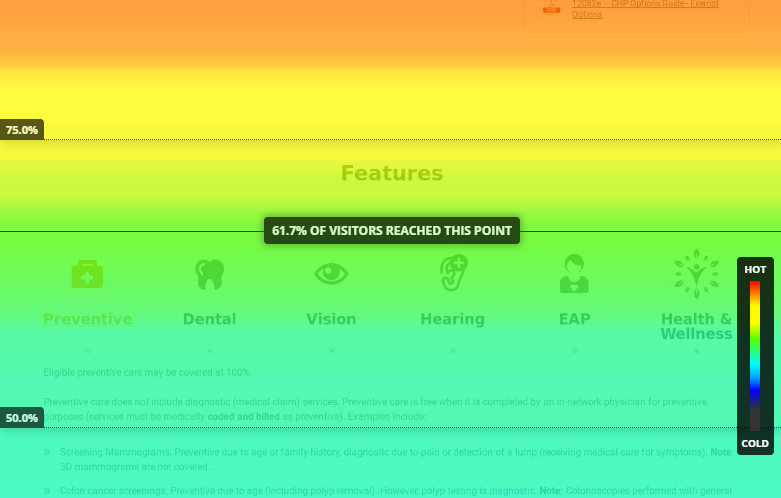 12082e – CHP Options Guide - Exempt
Options
75.0%
Features
61.7% OF VISITORS REACHED THIS POINT
HOT
Preventive Dental Vision Hearing EAP Health &
Wellness
Eligible preventive care may be covered at 100%.
Preventive care does not include diagnostic (medical claim) services. Preventive care is free when it is completed by an in-network physician for preventive
purposes (services must be medically coded and billed as preventive). Examples include:
50.0%
COLD
» Screening Mammograms: Preventive due to age or family history, diagnostic due to pain or detection of a lump (receiving medical care for symptoms). Note:
3D mammograms are not covered.
» Colon cancer screenings: Preventive due to age (including polyp removal). However, polyp testing is diagnostic. Note: Colonoscopies performed with general